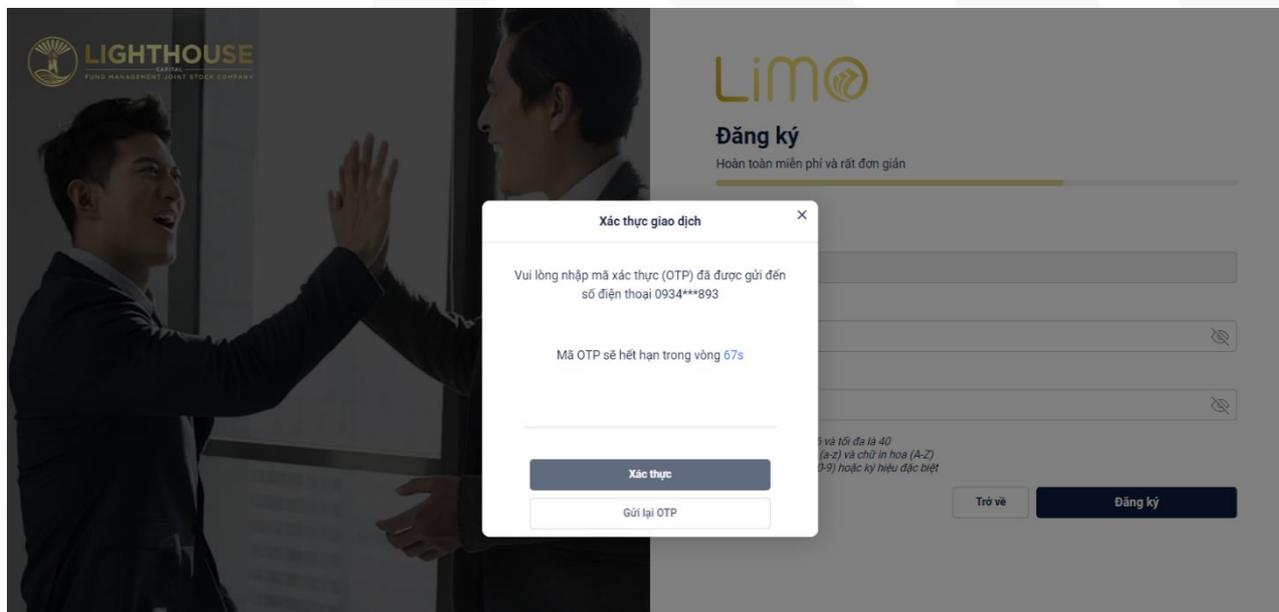 LIGHTHOUSE
CAPITAL
FUND MANAGEMENT JOINT STOCK COMPANY
LiMO
Đăng ký
Hoàn toàn miễn phí và rất đơn giản
Xác thực giao dịch
Vui lòng nhập mã xác thực (OTP) đã được gửi đến
số điện thoại 0934***893
Mã OTP sẽ hết hạn trong vòng 67s
và tối đa là 40
(a-z) và chữ in hoa (A-Z)
0-9) hoặc ký hiệu đặc biệt
Xác thực
Gửi lại OTP
Trở về
Đăng ký